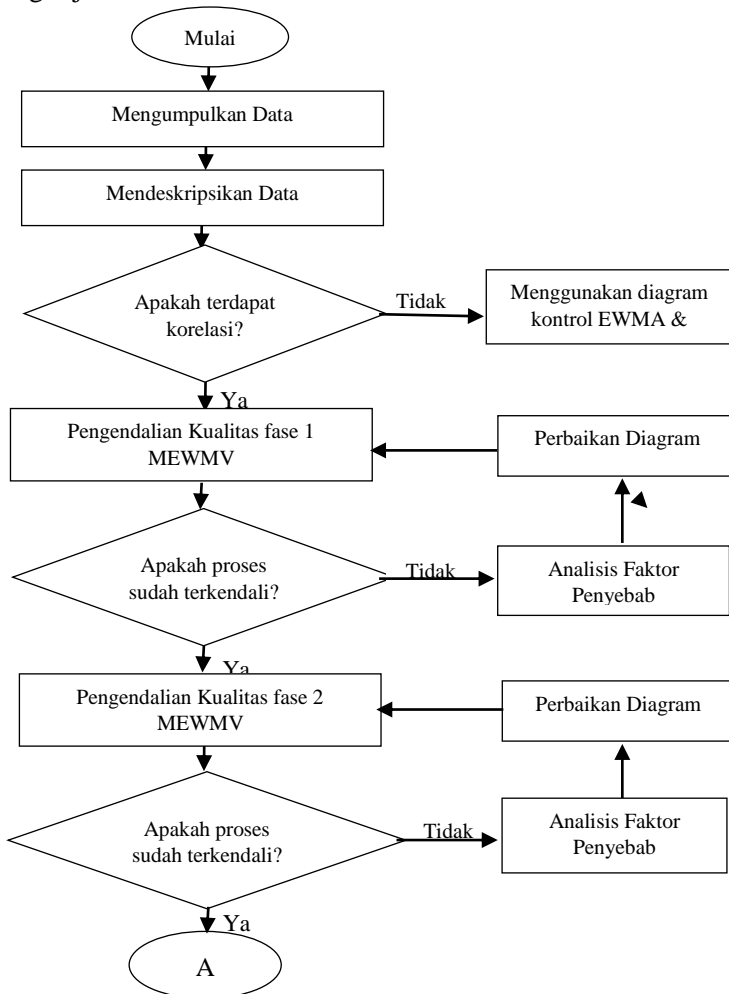 Mulai
Mengumpulkan Data
Mendeskripsikan Data
Apakah terdapat
korelasi?
Tidak
Menggunakan diagram
kontrol EWMA &
Ya
Pengendalian Kualitas fase 1
MEWMV
Perbaikan Diagram
Apakah proses
sudah terkendali?
Tidak
Analisis Faktor
Penyebab
Ya
Pengendalian Kualitas fase 2
MEWMV
Perbaikan Diagram
Apakah proses
sudah terkendali?
Tidak
Analisis Faktor
Penyebab
Ya
A